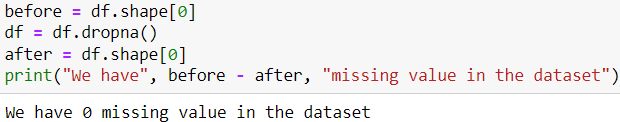 before = df.shape[0]
df = df.dropna()
after = df.shape[0]
print("We have", before - after, "missing value in the dataset")
We have 0 missing value in the dataset